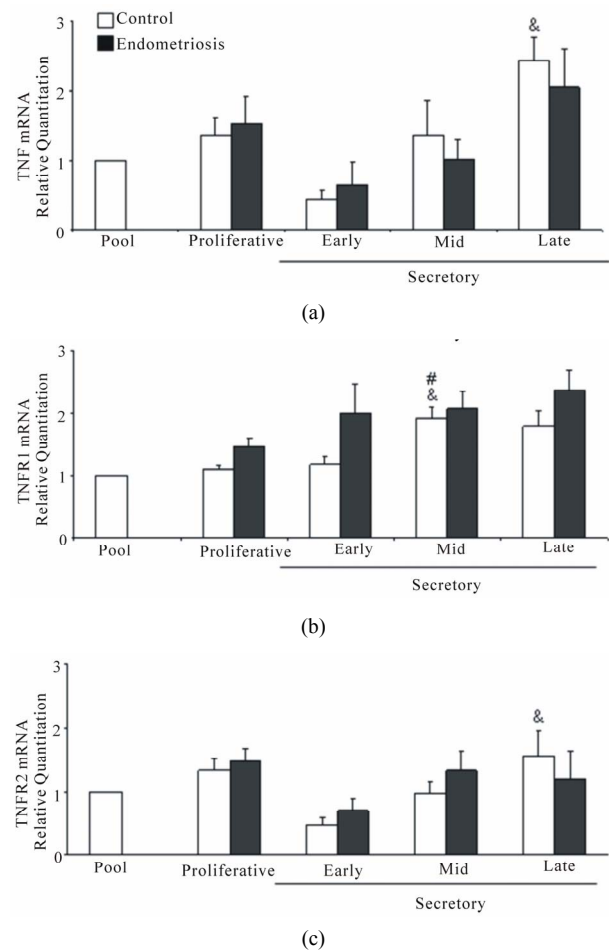 Control
Endometriosis
&
3
2
1
0
TNF mRNA
Relative Quantitation
Pool Proliferative Early Mid Late
Secretory
(a)
#
&
3
2
1
0
TNFR1 mRNA
Relative Quantitation
Pool Proliferative Early Mid Late
Secretory
(b)
&
3
2
1
0
TNFR2 mRNA
Relative Quantitation
Pool Proliferative Early Mid Late
Secretory
(c)